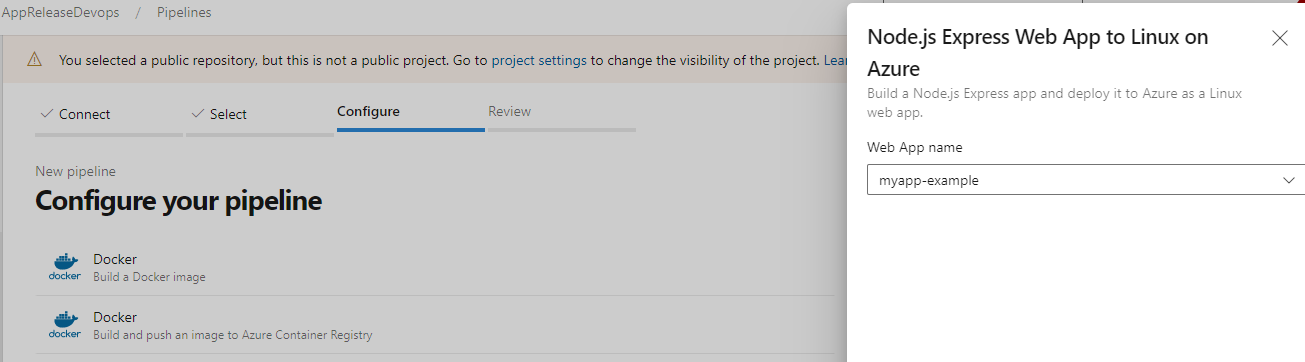 AppReleaseDevops / Pipelines
You selected a public repository, but this is not a public project. Go to project settings to change the visibility of the project.
Connect
Select
Configure
Review
New pipeline
Configure your pipeline
docker
Docker
Build a Docker image
docker
Docker
Build and push an image to Azure Container Registry
Node.js Express Web App to Linux on
Azure
Build a Node.js Express app and deploy it to Azure as a Linux
web app.
Web App name
myapp-example